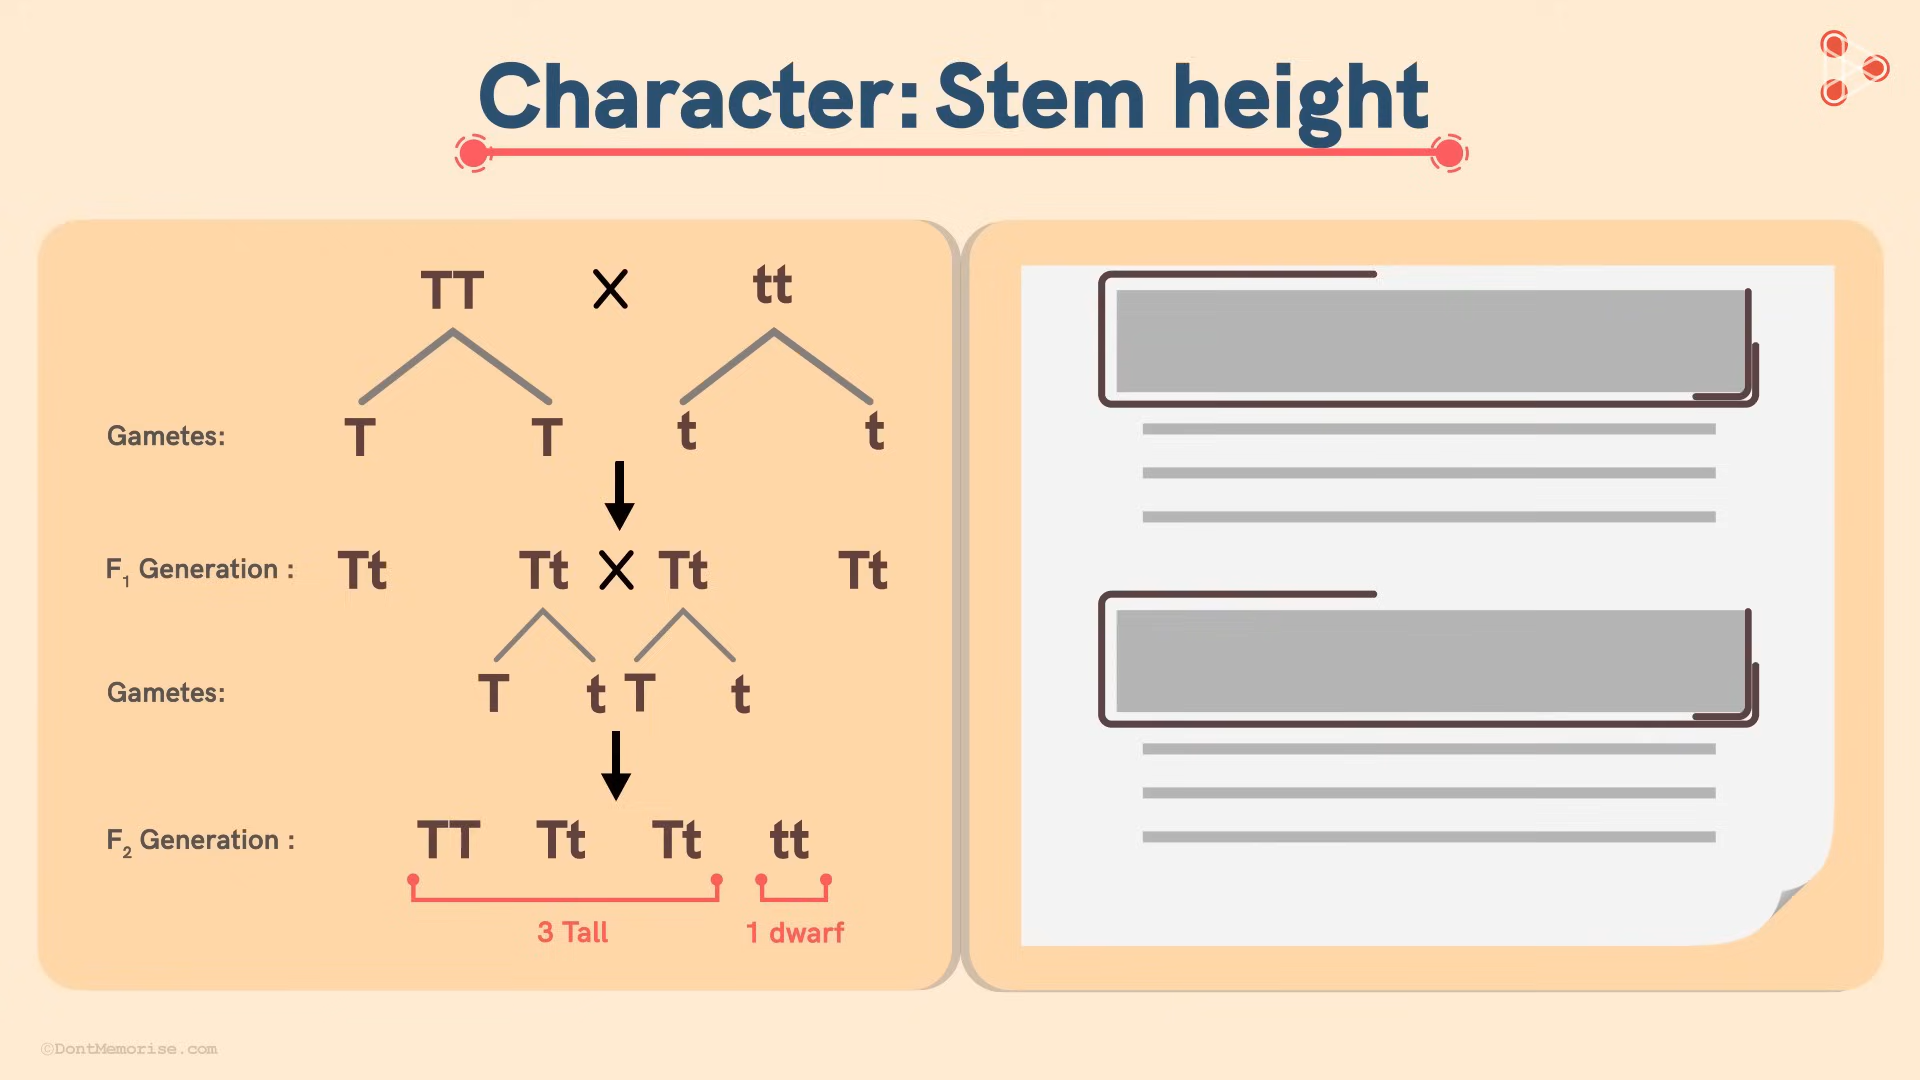 Character: Stem height
TT X tt
Gametes: T T t t
F₁ Generation : Tt Tt X Tt Tt
Gametes: T t T t
F₂ Generation : TT Tt Tt tt
3 Tall 1 dwarf
©DontMemorise.com